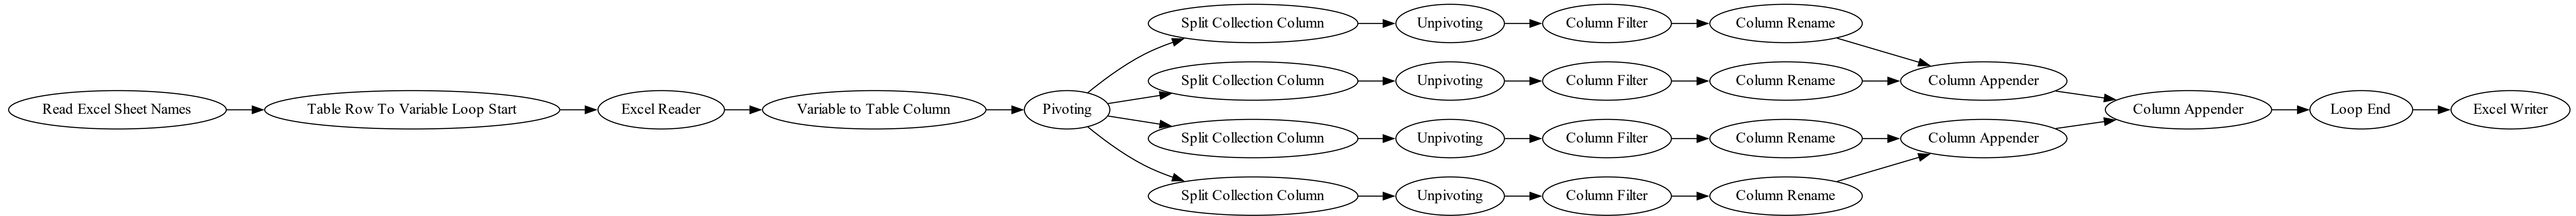 Read Excel Sheet Names
Table Row To Variable Loop Start
Excel Reader
Variable to Table Column
Pivoting
Split Collection Column
Unpivoting
Column Filter
Column Rename
Split Collection Column
Unpivoting
Column Filter
Column Rename
Column Appender
Split Collection Column
Unpivoting
Column Filter
Column Rename
Column Appender
Split Collection Column
Unpivoting
Column Filter
Column Rename
Column Appender
Loop End
Excel Writer